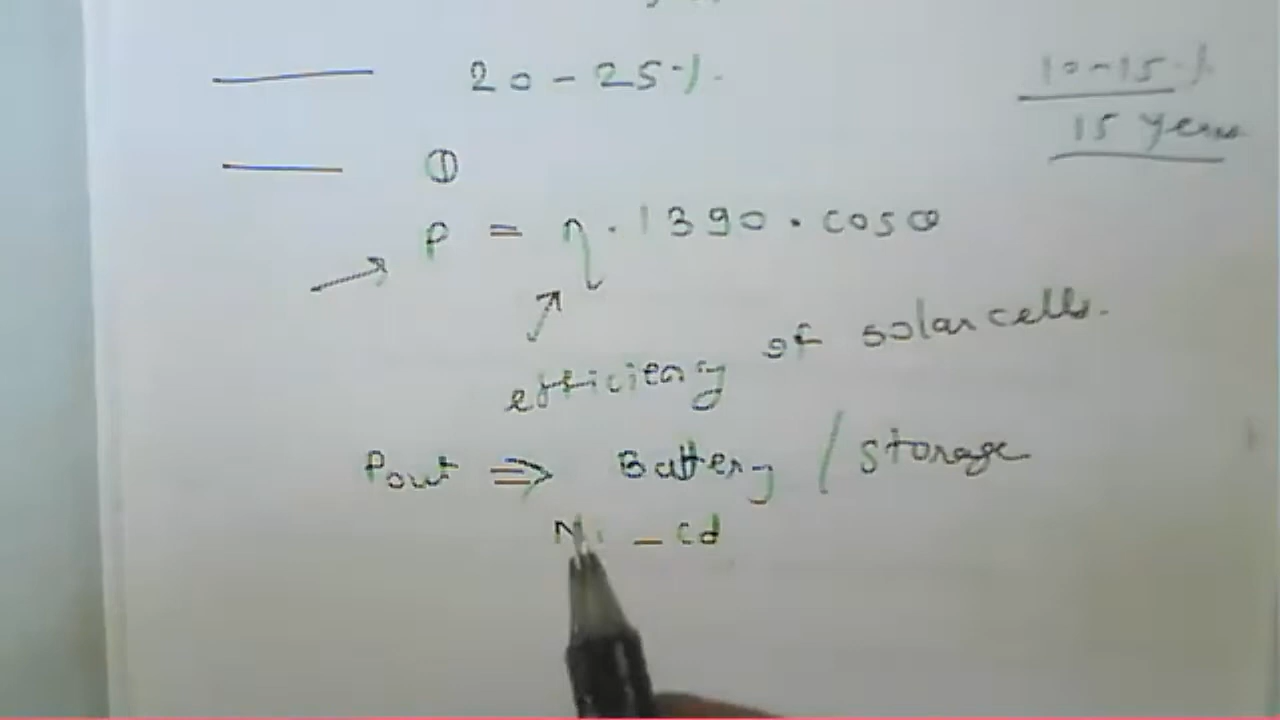 20-25%.
10-15%.
15 years
①
P = η. 1390. cosθ
efficiency of solar cells.
Pout ⇒ Battery / storage
Ni - Cd